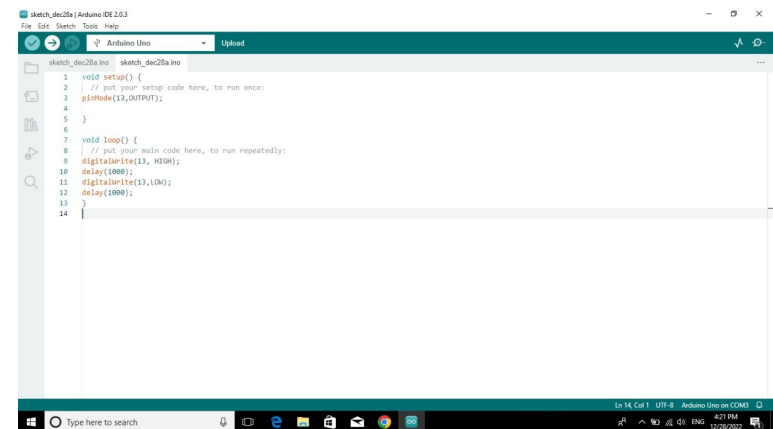 sketch_dec28a | Arduino IDE 2.0.3
File Edit Sketch Tools Help
Arduino Uno Upload
sketch_dec28a.ino sketch_dec28a.ino
1 void setup() {
2 // put your setup code here, to run once:
3 pinMode(13,OUTPUT);
4
5 }
6
7 void loop() {
8 // put your main code here, to run repeatedly:
9 digitalWrite(13, HIGH);
10 delay(1000);
11 digitalWrite(13,LOW);
12 delay(1000);
13 }
14
Ln 14, Col 1 UTF-8 Arduino Uno on COM3
Type here to search
ENG
4:21 PM
12/28/2022